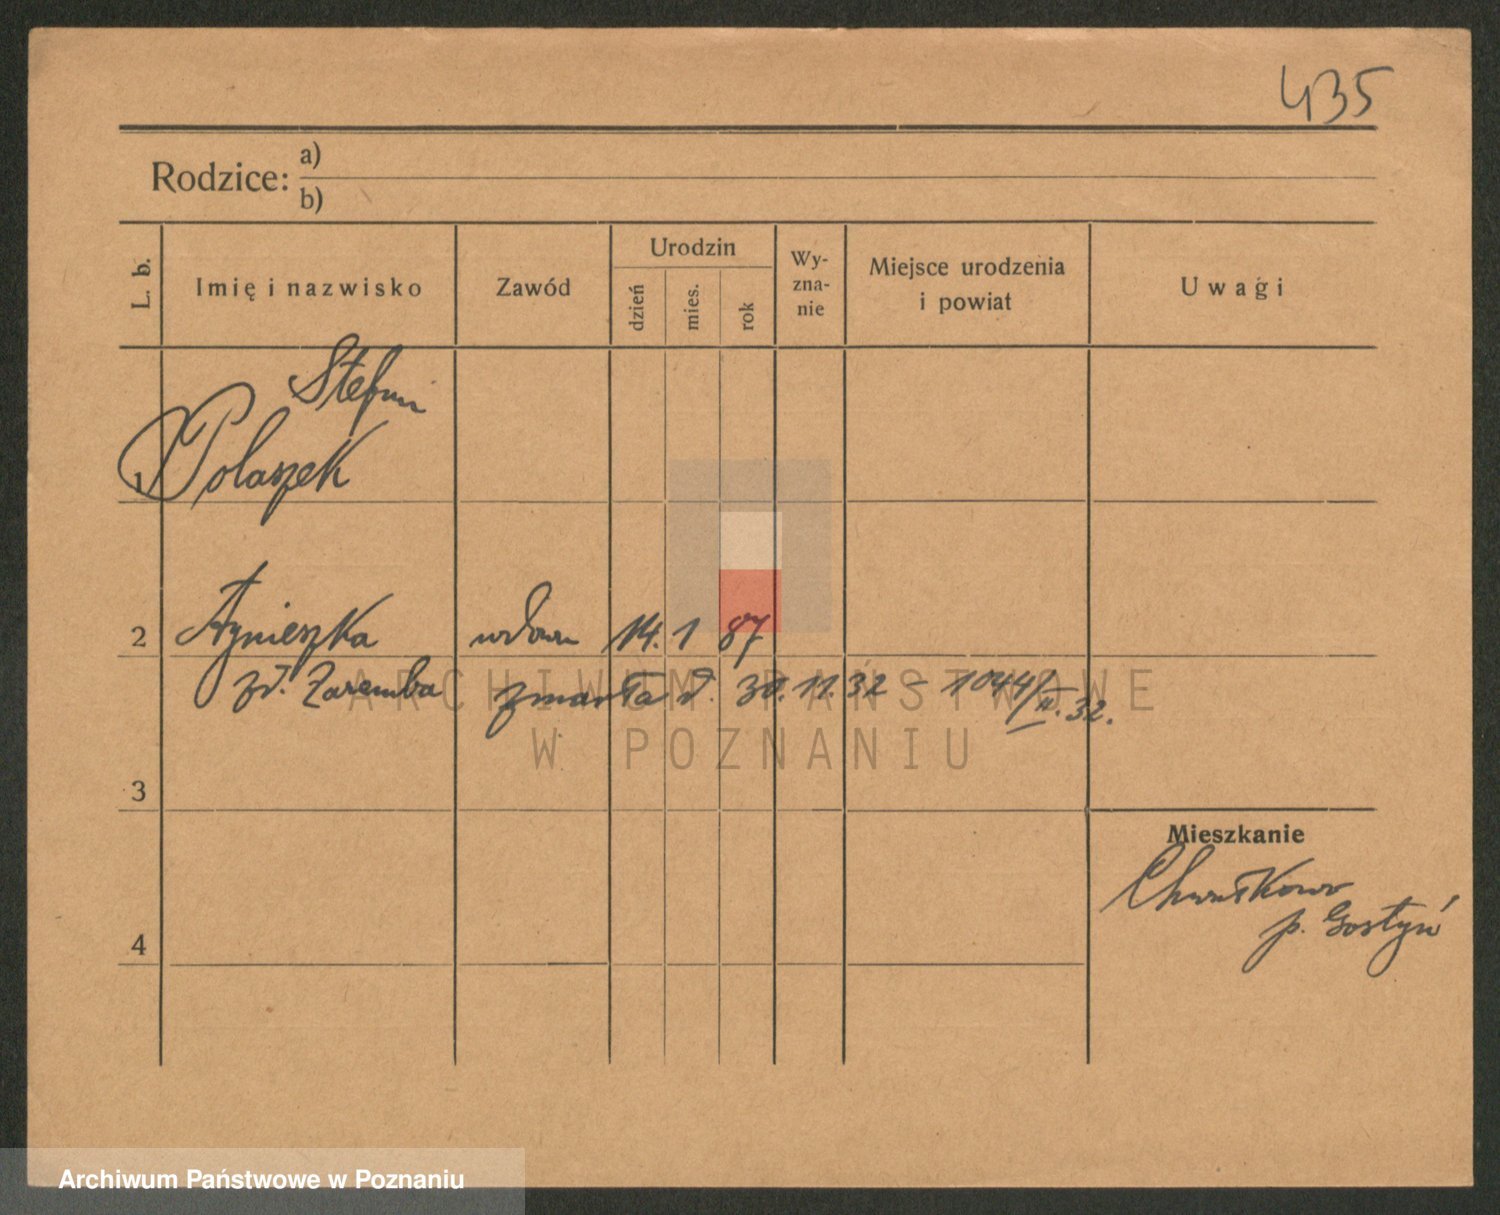 435
Rodzice: a)
b)
L. b.
Imię i nazwisko
Zawód
Urodzin
dzień
mies.
rok
Wy-
zna-
nie
Miejsce urodzenia
i powiat
Uwagi
Stefan
1 Polaszek
2 Agnieszka wdowa 14. 1 87
zd. Zaremba zmarła d. 30.11.32 – 1044/II.32.
ARCHIWUM PAŃSTWOWE
W POZNANIU
3
Mieszkanie
Chwałkowo
p. Gostyń
4
Archiwum Państwowe w Poznaniu